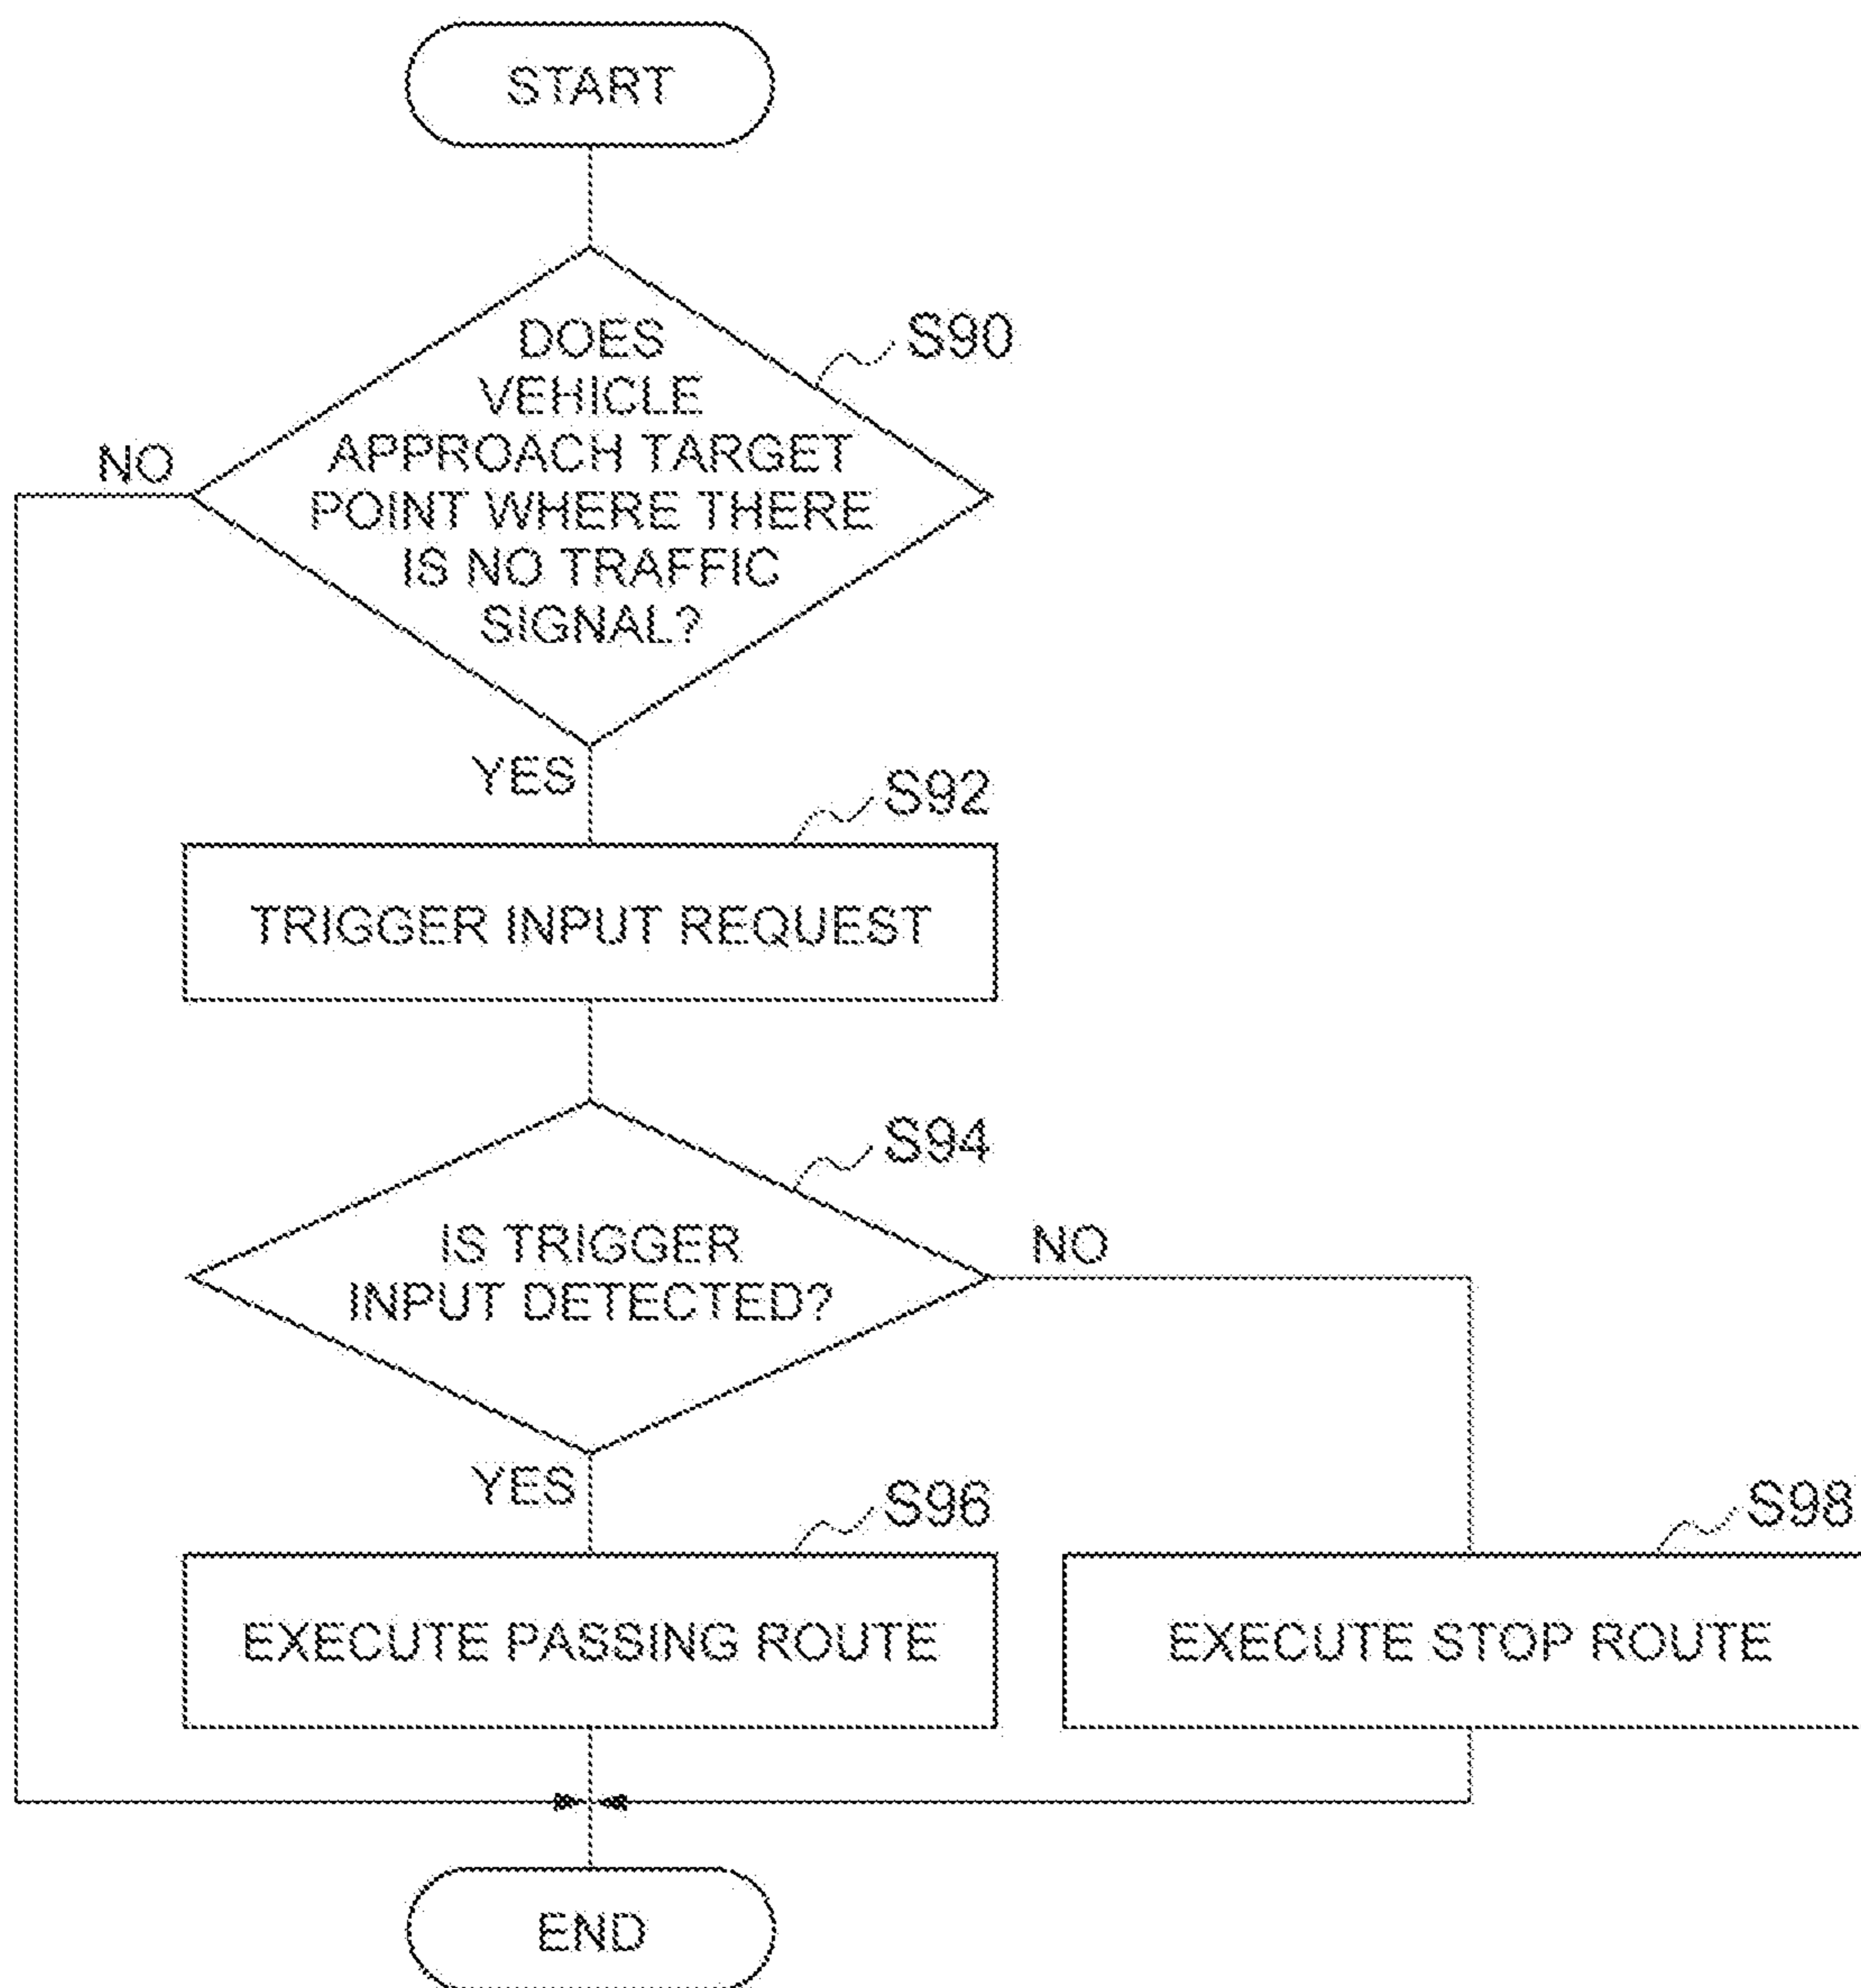 START
DOES
VEHICLE
APPROACH TARGET
POINT WHERE THERE
IS NO TRAFFIC
SIGNAL?
S90
NO
YES
S92
TRIGGER INPUT REQUEST
S94
IS TRIGGER
INPUT DETECTED?
NO
YES
S96
EXECUTE PASSING ROUTE
S98
EXECUTE STOP ROUTE
END